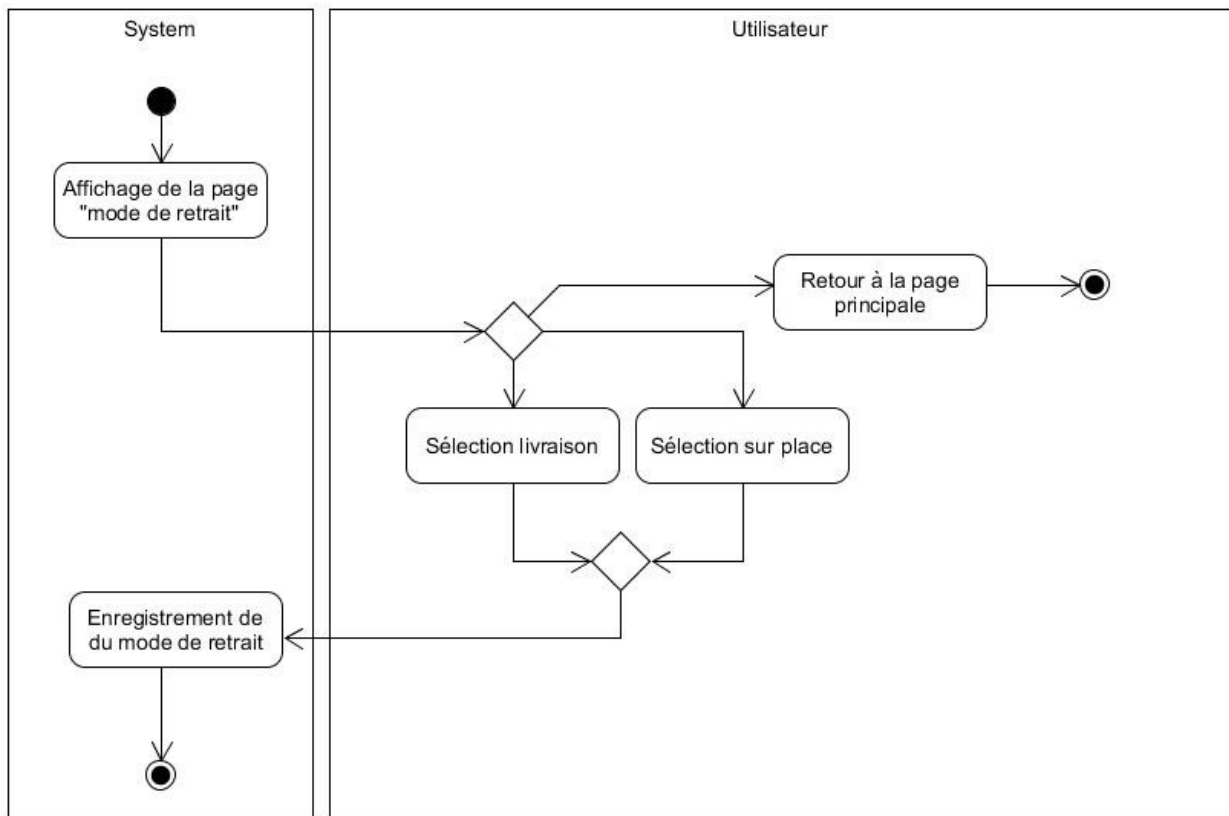 System
Utilisateur
Affichage de la page
"mode de retrait"
Retour à la page
principale
Sélection livraison
Sélection sur place
Enregistrement de
du mode de retrait